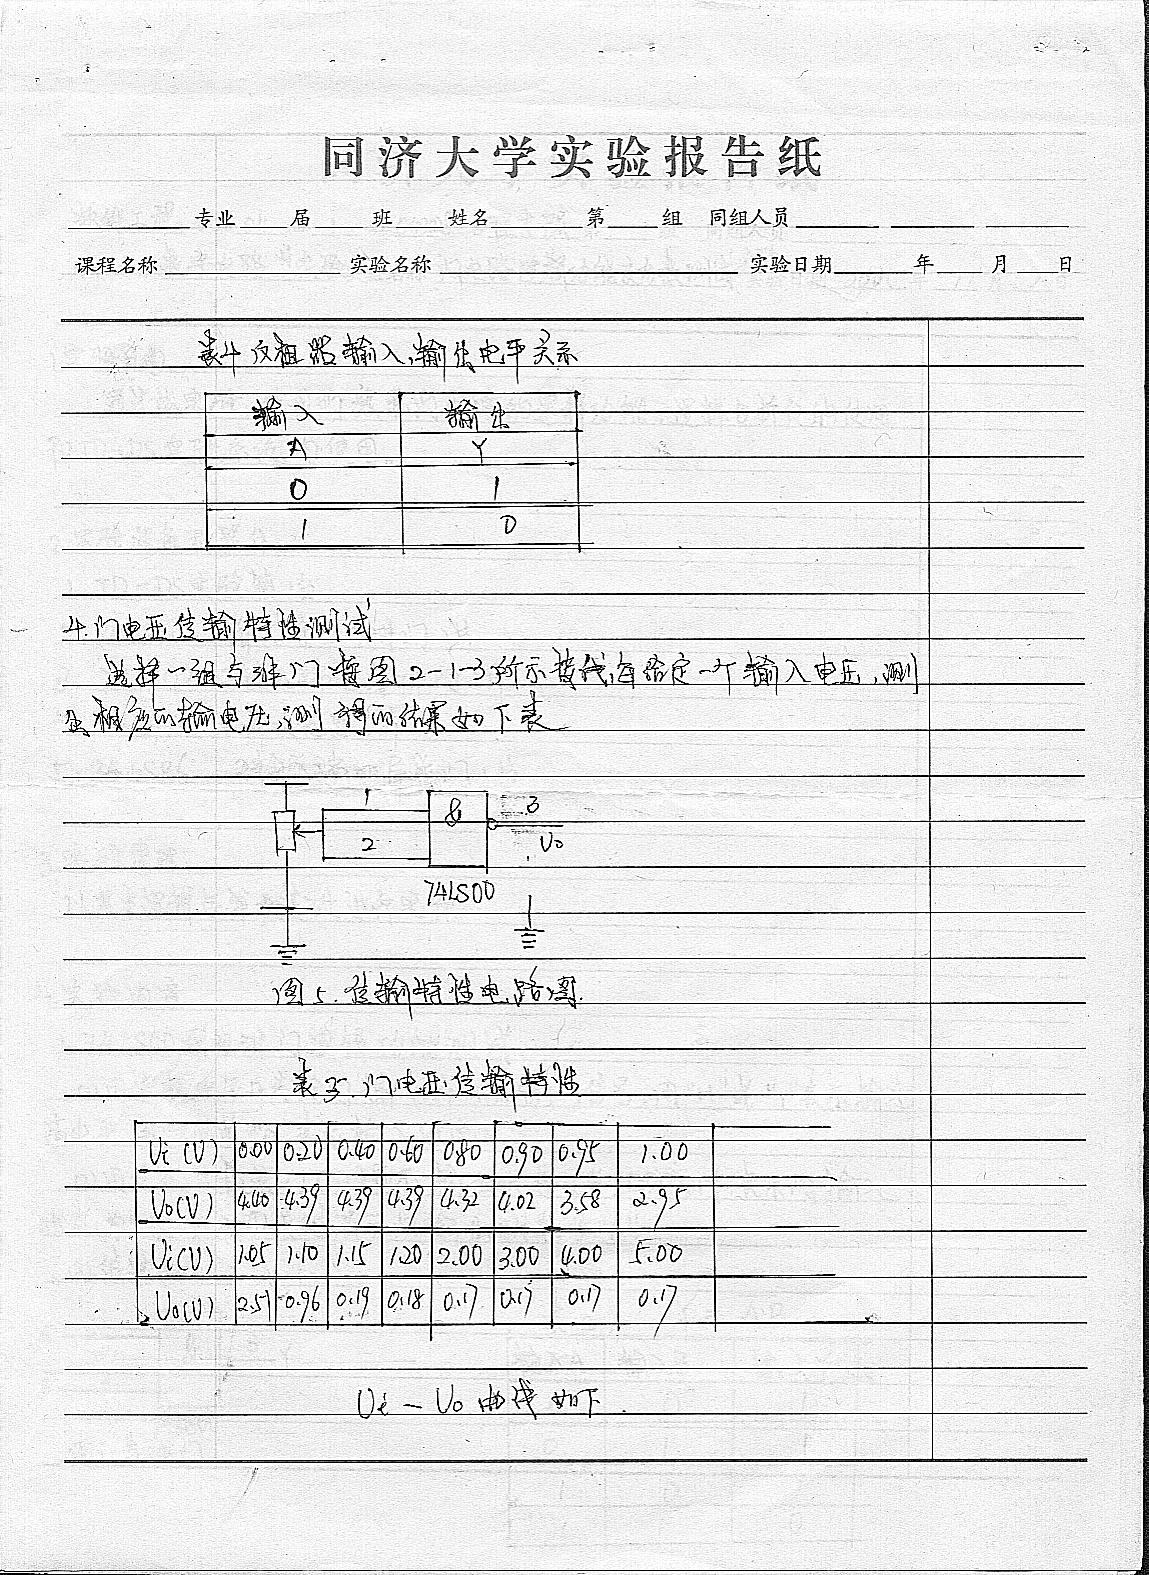 同济大学实验报告纸
专业 届 班 姓名 第 组 同组人员
课程名称 实验名称 实验日期 年 月 日
表4 反相器输入、输出电平关系
输入 输出
A Y
0 1
1 0
4.门电压传输特性测试
选择一组与非门按图2-1-3所示接线,每给定一个输入电压,测
出相应的输电压,测得的结果如下表
1 & 3
2 Uo
74LS00
图5.传输特性电路图.
表5.门电压传输特性
Ui(V) 0.00 0.20 0.40 0.60 0.80 0.90 0.95 1.00
Uo(V) 4.40 4.39 4.39 4.39 4.32 4.02 3.58 2.95
Ui(V) 1.05 1.10 1.15 1.20 2.00 3.00 4.00 5.00
Uo(V) 2.51 0.96 0.19 0.18 0.17 0.17 0.17 0.17
Ui-Uo曲线如下.